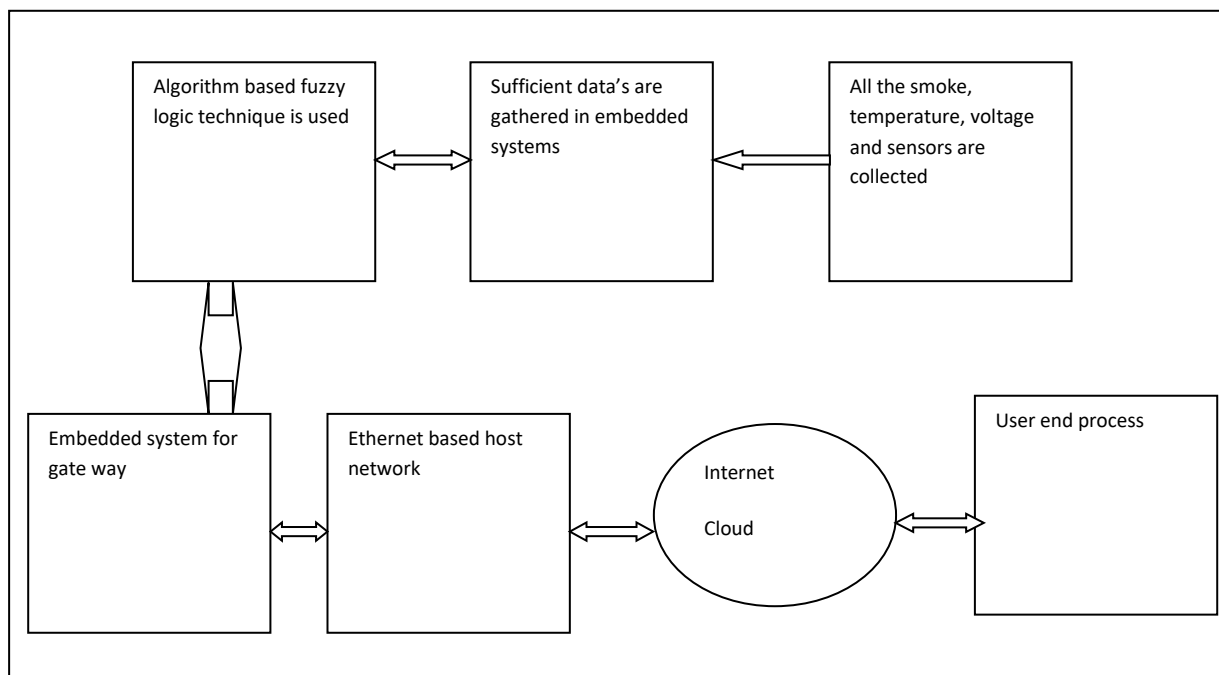 Algorithm based fuzzy
logic technique is used
Sufficient data’s are
gathered in embedded
systems
All the smoke,
temperature, voltage
and sensors are
collected
Embedded system for
gate way
Ethernet based host
network
Internet
Cloud
User end process